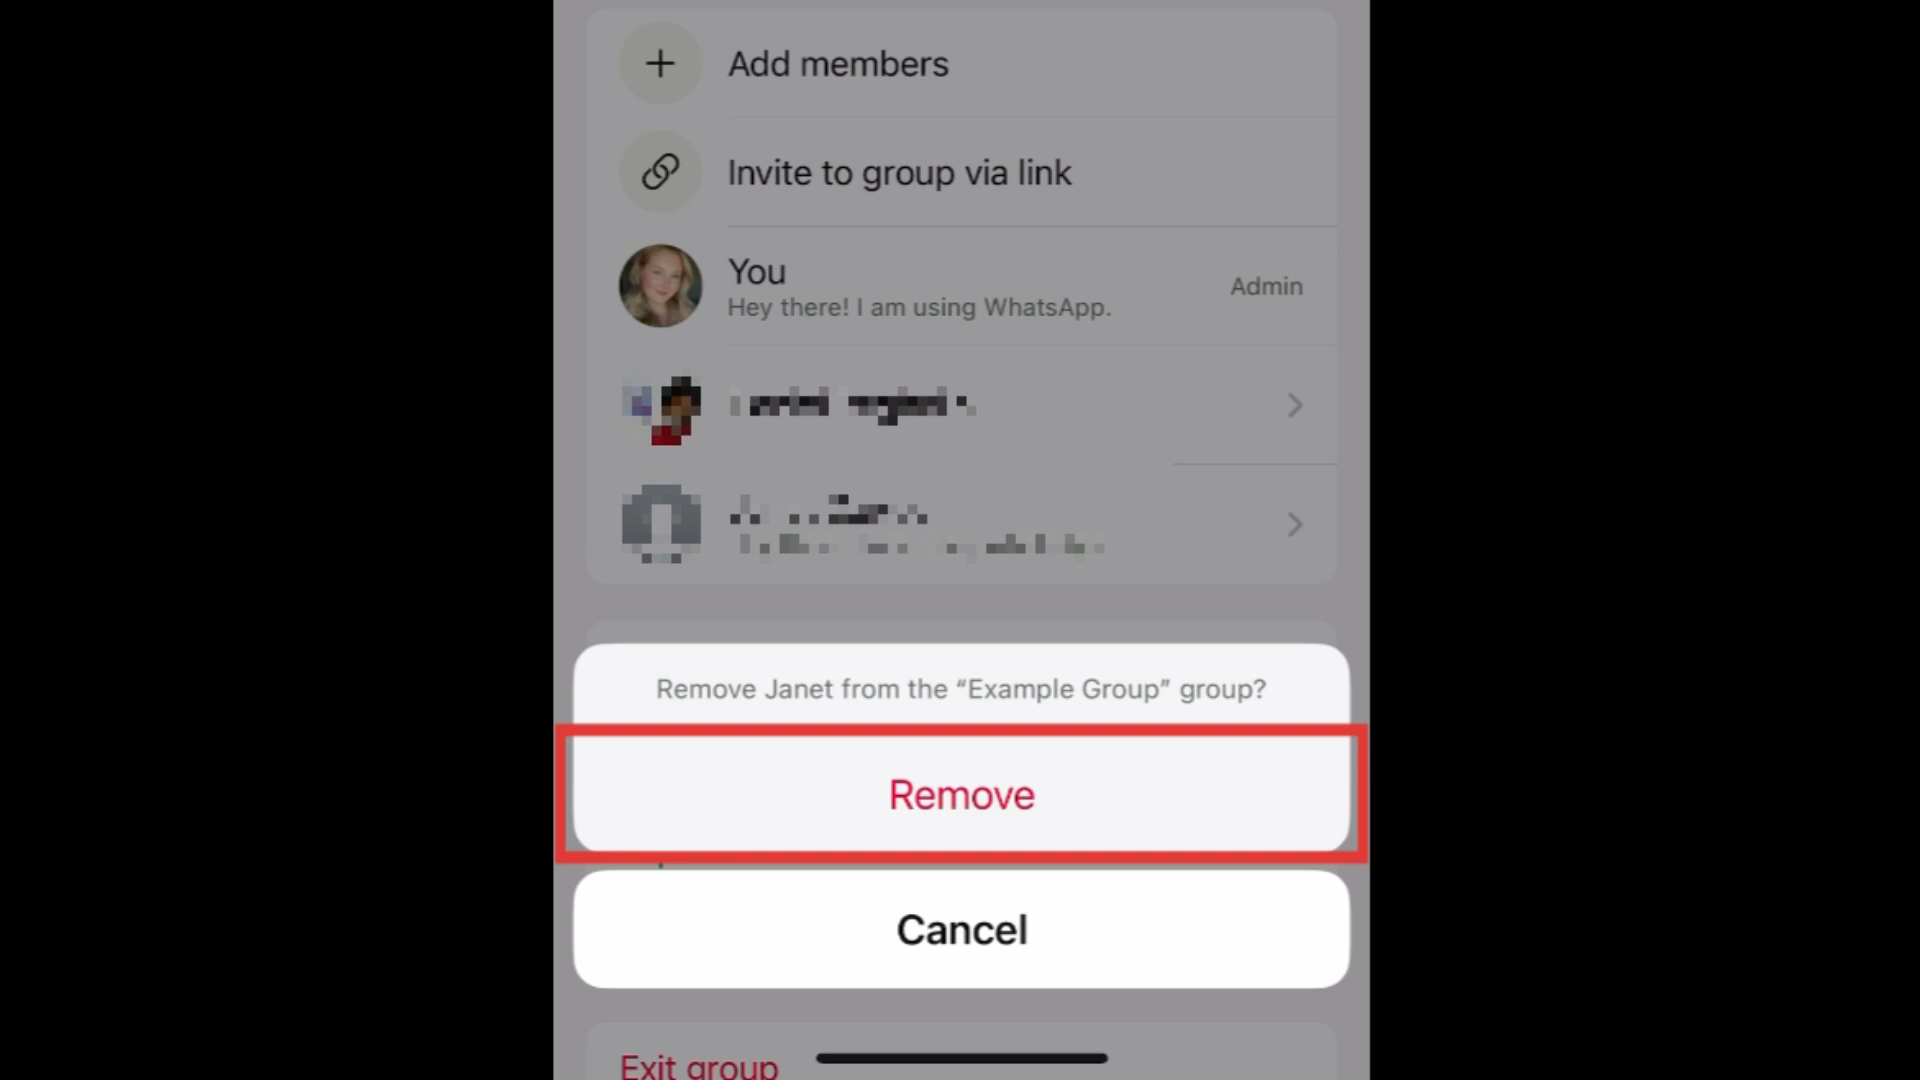 Add members
Invite to group via link
You
Hey there! I am using WhatsApp.
Admin
Remove Janet from the “Example Group” group?
Remove
Cancel
Exit group